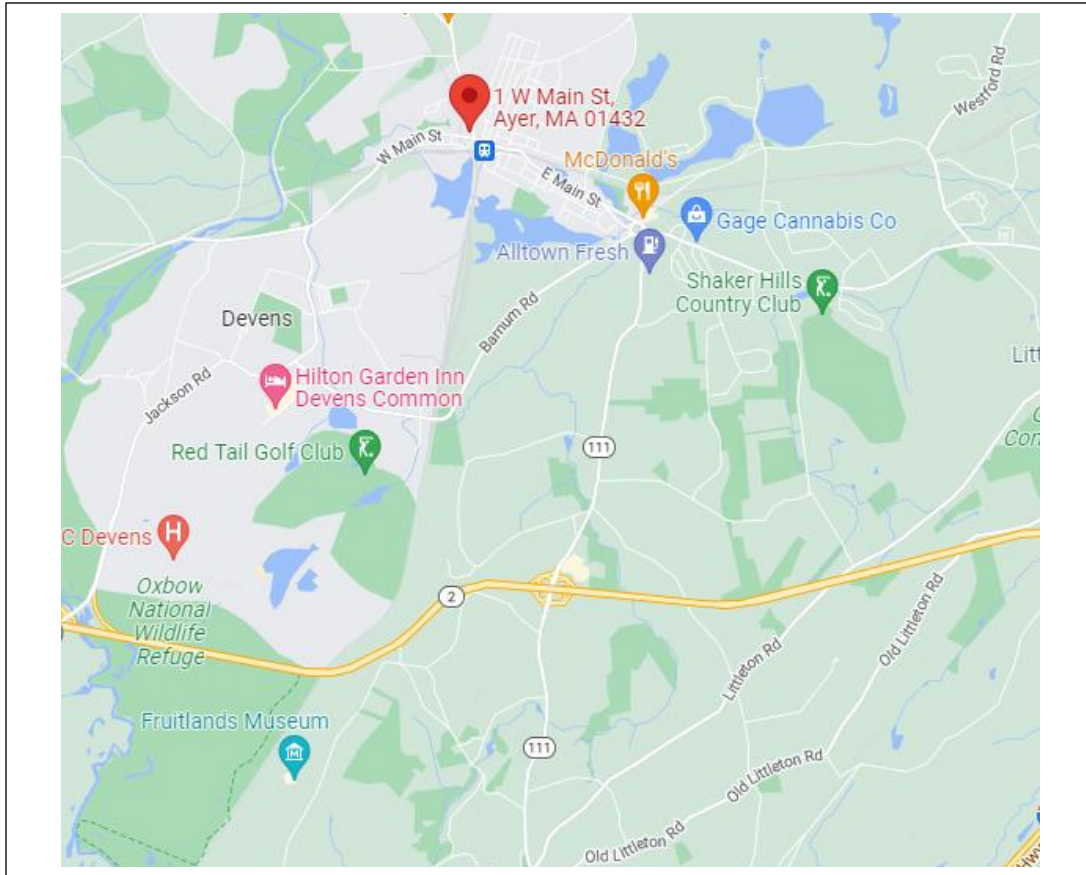 1 W Main St,
Ayer, MA 01432
Westford Rd
W Main St
McDonald's
E Main St
Gage Cannabis Co
Alltown Fresh
Shaker Hills
Country Club
Devens
Barnum Rd
Jackson Rd
Hilton Garden Inn
Devens Common
Red Tail Golf Club
111
C Devens
H
Oxbow
National
Wildlife
Refuge
2
Littleton Rd
Old Littleton Rd
Fruitlands Museum
M
111
Old Littleton Rd
Old Littleton Rd